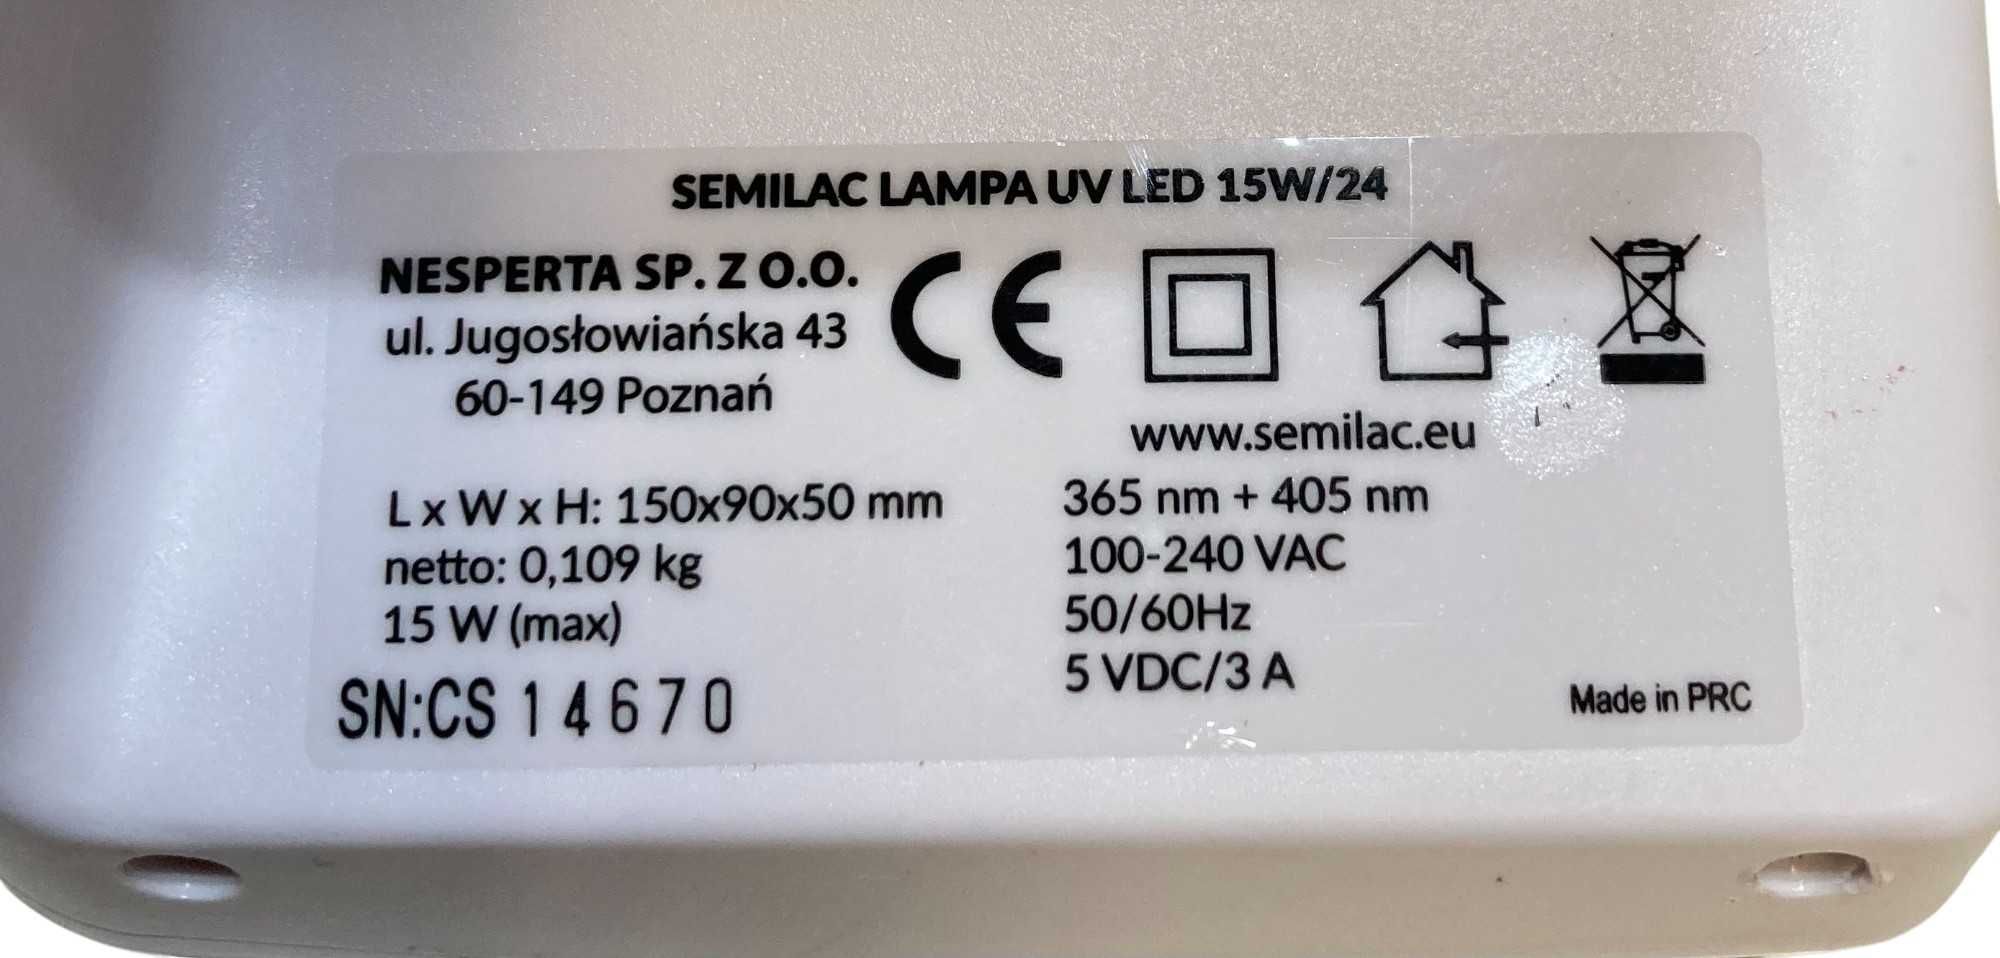 SEMILAC LAMPA UV LED 15W/24
NESPERTA SP. Z O.O.
ul. Jugosłowiańska 43
60-149 Poznań
CE
www.semilac.eu
L x W x H: 150x90x50 mm
netto: 0,109 kg
15 W (max)
SN:CS 14670
365 nm + 405 nm
100-240 VAC
50/60Hz
5 VDC/3 A
Made in PRC